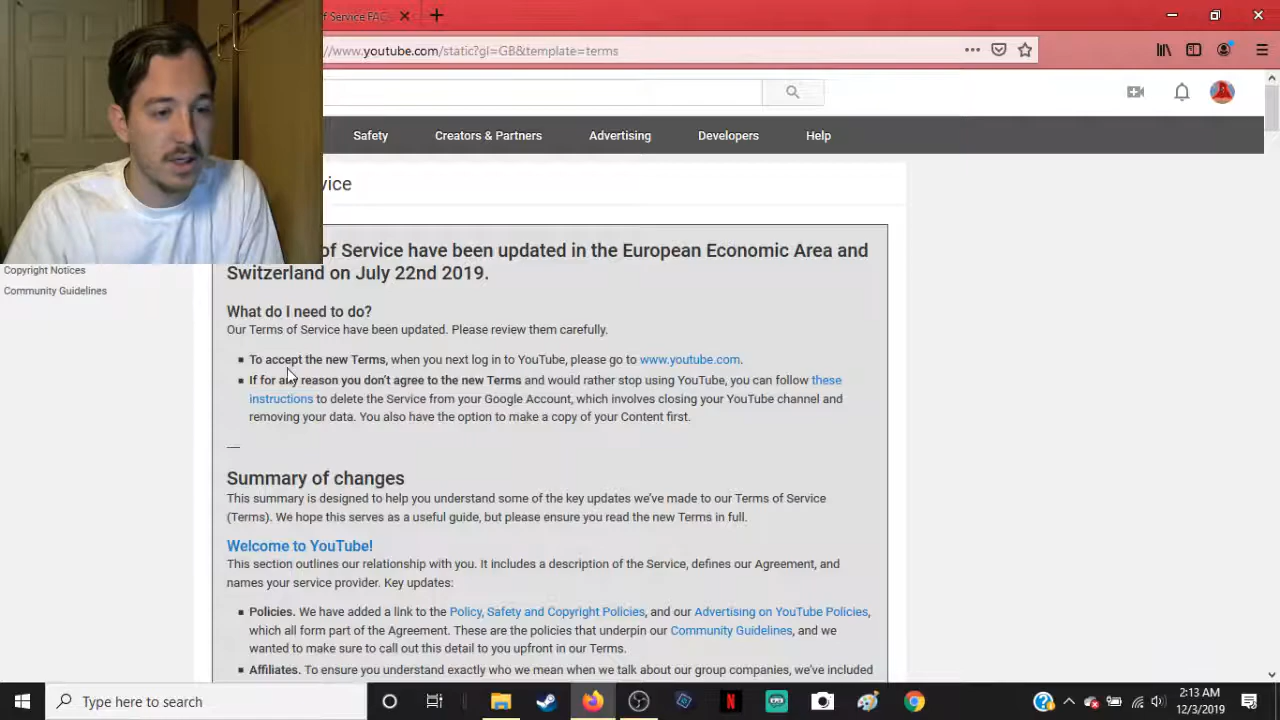 of Service FAQ
//www.youtube.com/static?gl=GB&template=terms
Safety
Creators & Partners
Advertising
Developers
Help
vice
Copyright Notices
Community Guidelines
of Service have been updated in the European Economic Area and
Switzerland on July 22nd 2019.
What do I need to do?
Our Terms of Service have been updated. Please review them carefully.
To accept the new Terms, when you next log in to YouTube, please go to www.youtube.com.
If for any reason you don't agree to the new Terms and would rather stop using YouTube, you can follow these
instructions to delete the Service from your Google Account, which involves closing your YouTube channel and
removing your data. You also have the option to make a copy of your Content first.
—
Summary of changes
This summary is designed to help you understand some of the key updates we've made to our Terms of Service
(Terms). We hope this serves as a useful guide, but please ensure you read the new Terms in full.
Welcome to YouTube!
This section outlines our relationship with you. It includes a description of the Service, defines our Agreement, and
names your service provider. Key updates:
Policies. We have added a link to the Policy, Safety and Copyright Policies, and our Advertising on YouTube Policies,
which all form part of the Agreement. These are the policies that underpin our Community Guidelines, and we
wanted to make sure to call out this detail to you upfront in our Terms.
Affiliates. To ensure you understand exactly who we mean when we talk about our group companies, we've included
Type here to search
2:13 AM
12/3/2019